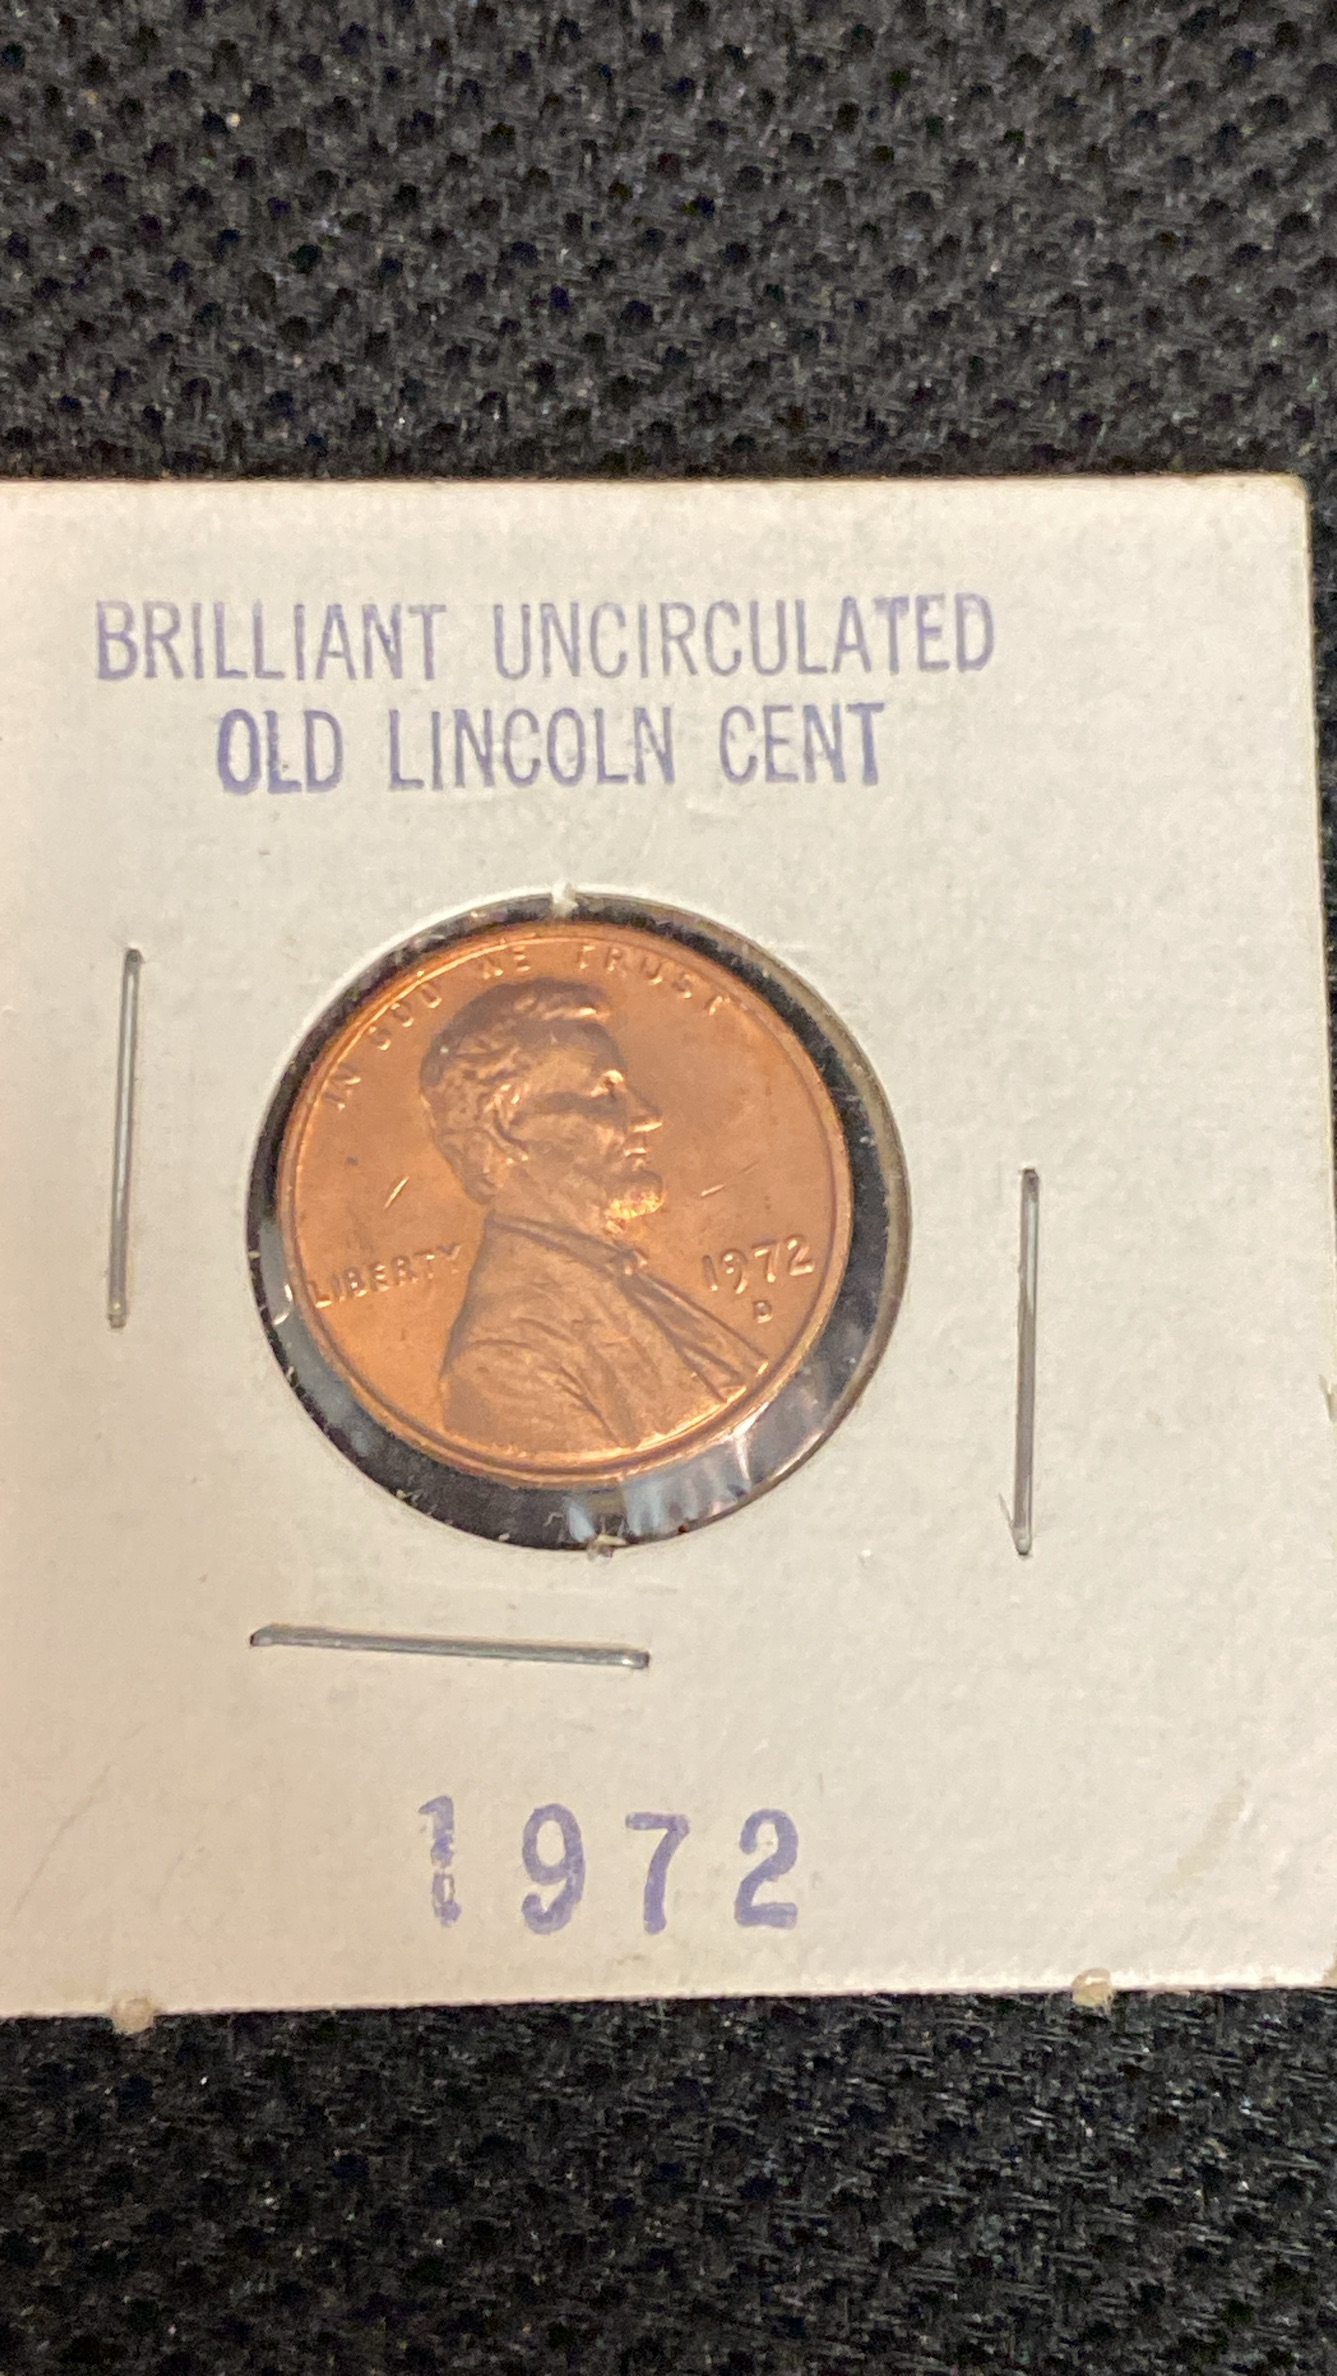 BRILLIANT UNCIRCULATED
OLD LINCOLN CENT
IN GOD WE TRUST
LIBERTY
1972
D
1972